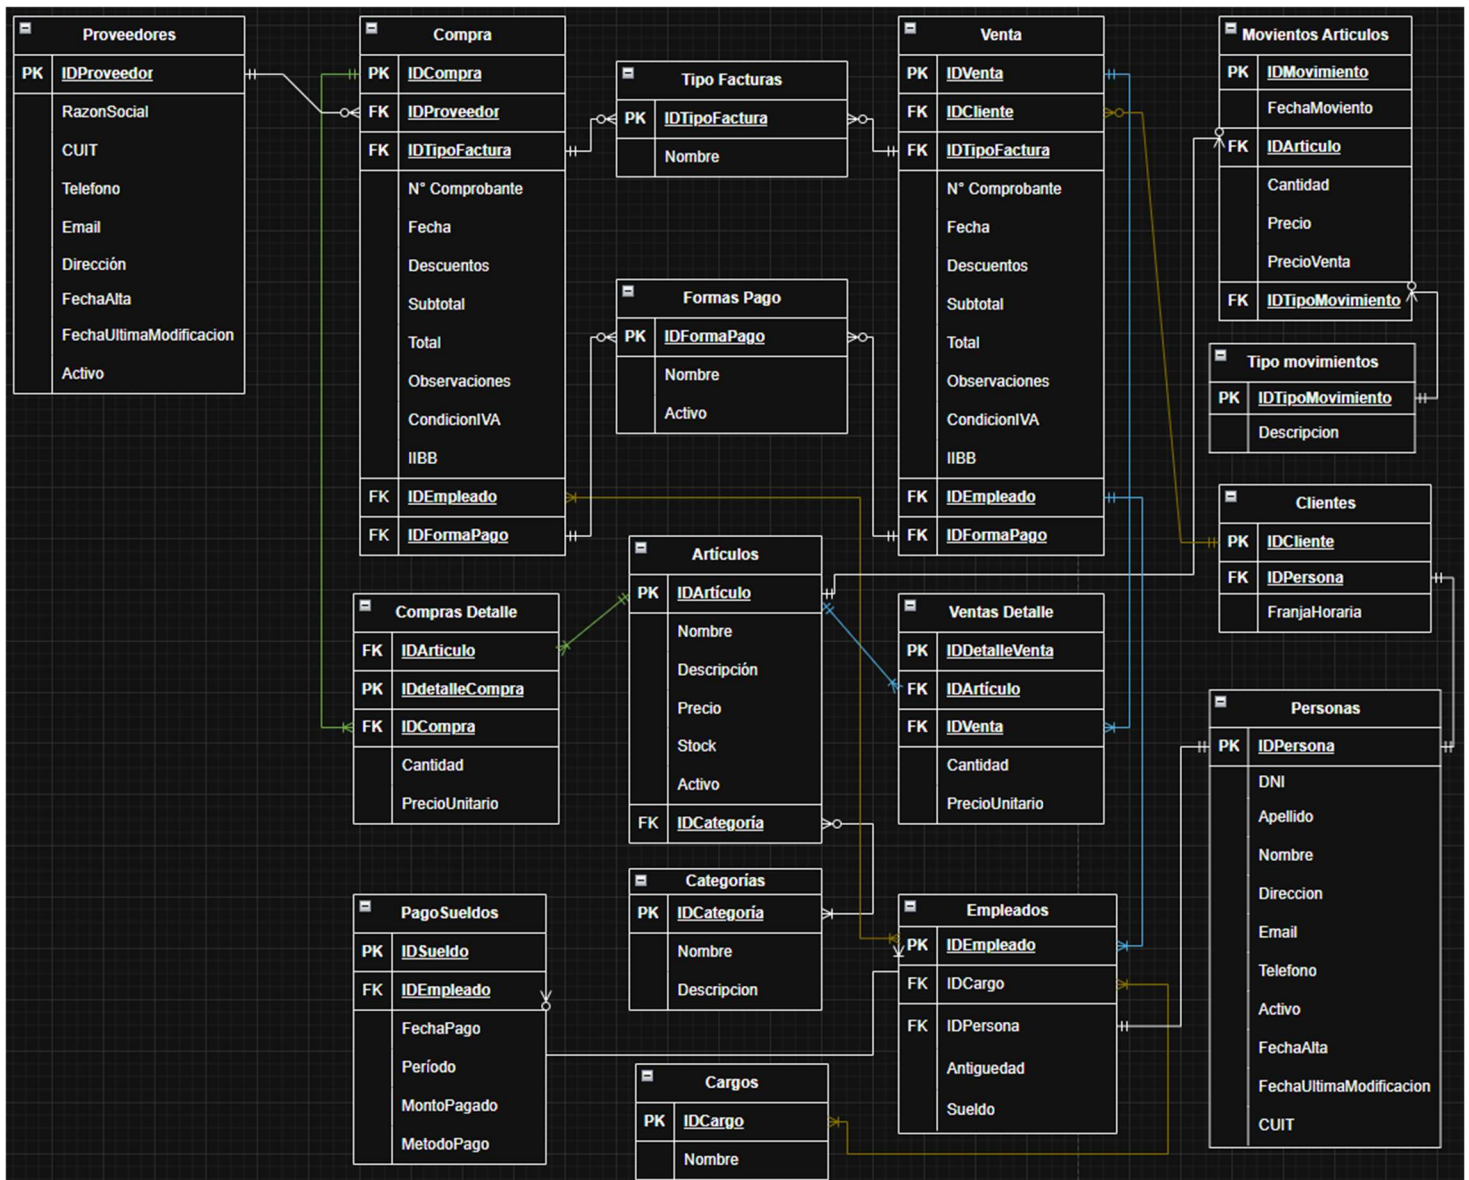 Proveedores
PK IDProveedor
RazonSocial
CUIT
Telefono
Email
Dirección
FechaAlta
FechaUltimaModificacion
Activo
Compra
PK IDCompra
FK IDProveedor
FK IDTipoFactura
N° Comprobante
Fecha
Descuentos
Subtotal
Total
Observaciones
CondicionIVA
IIBB
FK IDEmpleado
FK IDFormaPago
Tipo Facturas
PK IDTipoFactura
Nombre
Formas Pago
PK IDFormaPago
Nombre
Activo
Venta
PK IDVenta
FK IDCliente
FK IDTipoFactura
N° Comprobante
Fecha
Descuentos
Subtotal
Total
Observaciones
CondicionIVA
IIBB
FK IDEmpleado
FK IDFormaPago
Movientos Articulos
PK IDMovimiento
FechaMoviento
FK IDArticulo
Cantidad
Precio
PrecioVenta
FK IDTipoMovimiento
Tipo movimientos
PK IDTipoMovimiento
Descripcion
Clientes
PK IDCliente
FK IDPersona
FranjaHoraria
Compras Detalle
FK IDArticulo
PK IDdetalleCompra
FK IDCompra
Cantidad
PrecioUnitario
Artículos
PK IDArtículo
Nombre
Descripción
Precio
Stock
Activo
FK IDCategoría
Ventas Detalle
PK IDDetalleVenta
FK IDArtículo
FK IDVenta
Cantidad
PrecioUnitario
Personas
PK IDPersona
DNI
Apellido
Nombre
Direccion
Email
Telefono
Activo
FechaAlta
FechaUltimaModificacion
CUIT
PagoSueldos
PK IDSueldo
FK IDEmpleado
FechaPago
Período
MontoPagado
MetodoPago
Categorías
PK IDCategoría
Nombre
Descripcion
Empleados
PK IDEmpleado
FK IDCargo
FK IDPersona
Antiguedad
Sueldo
Cargos
PK IDCargo
Nombre